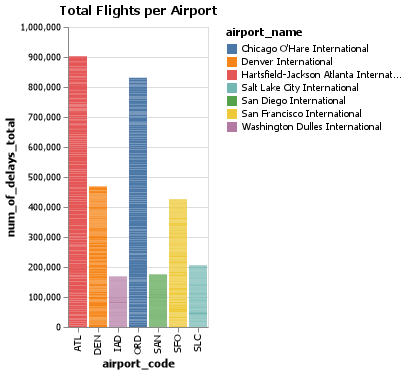 Total Flights per Airport
num_of_delays_total
1,000,000
900,000
800,000
700,000
600,000
500,000
400,000
300,000
200,000
100,000
0
ATL
DEN
IAD
ORD
SAN
SFO
SLC
airport_code
airport_name
Chicago O'Hare International
Denver International
Hartsfield-Jackson Atlanta Internat...
Salt Lake City International
San Diego International
San Francisco International
Washington Dulles International